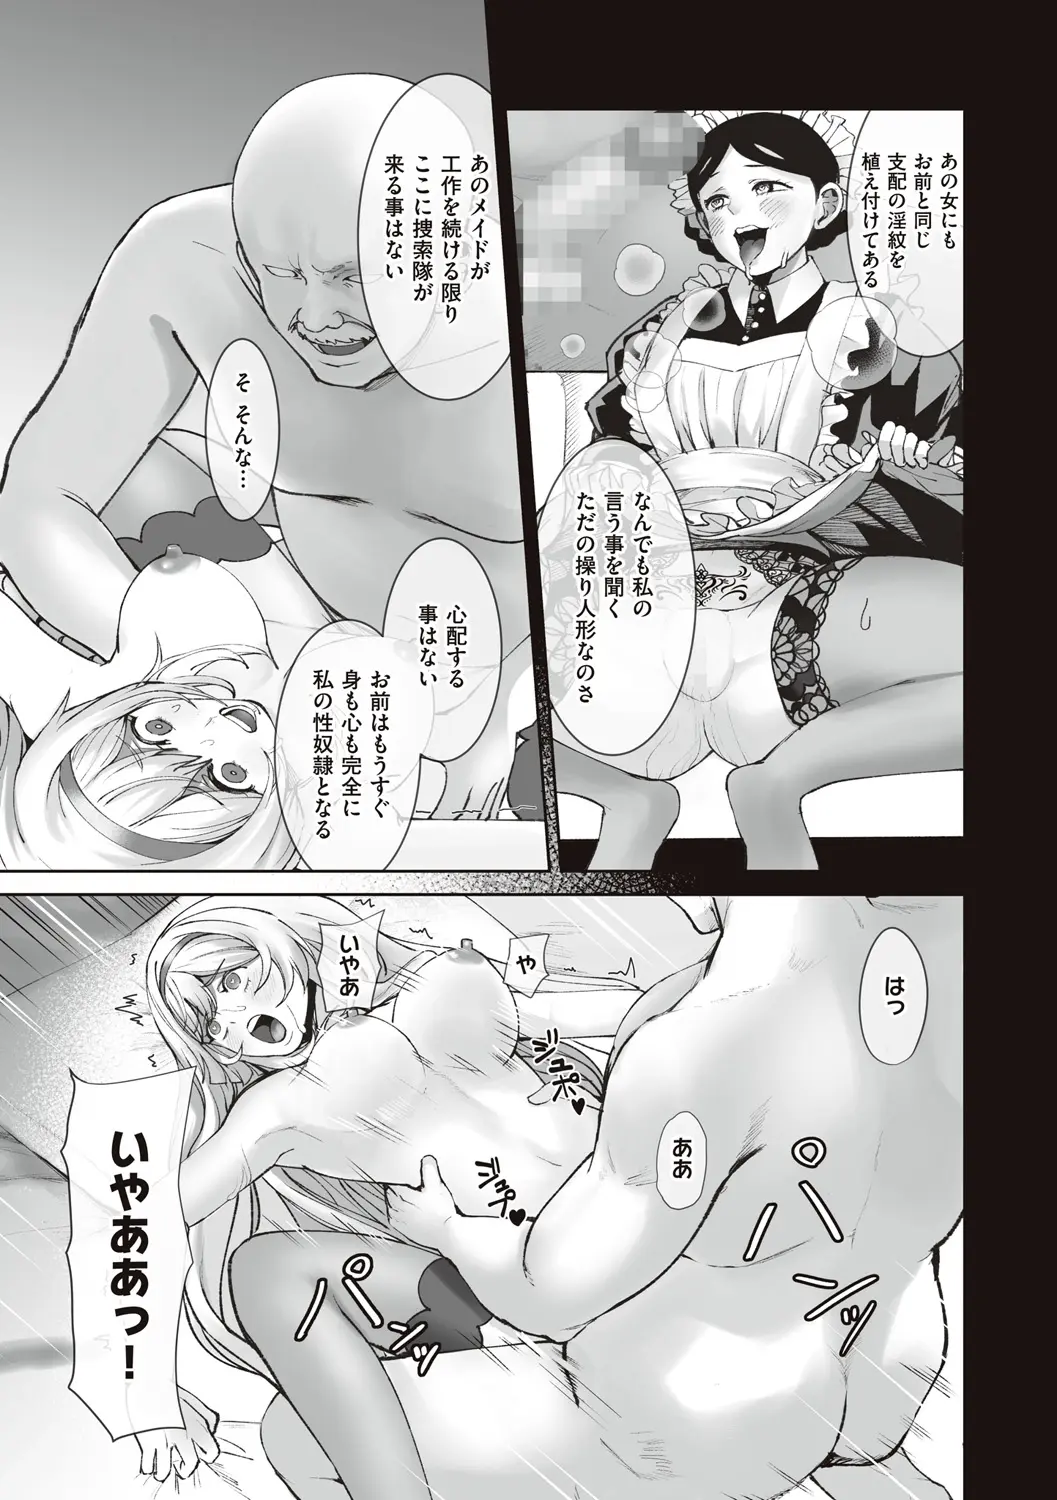 あの女にも
お前と同じ
支配の淫紋を
植え付けてある
なんでも私の
言う事を聞く
ただの操り人形なのさ
あのメイドが
工作を続ける限り
ここに捜索隊が
来る事はない
そ そんな…
心配する
事はない
お前はもうすぐ
身も心も完全に
私の性奴隷となる
はっ
や
いやあ
ジュポ♥
ああ
ジュプ♥
パンッ
パンッ
いやああっ!